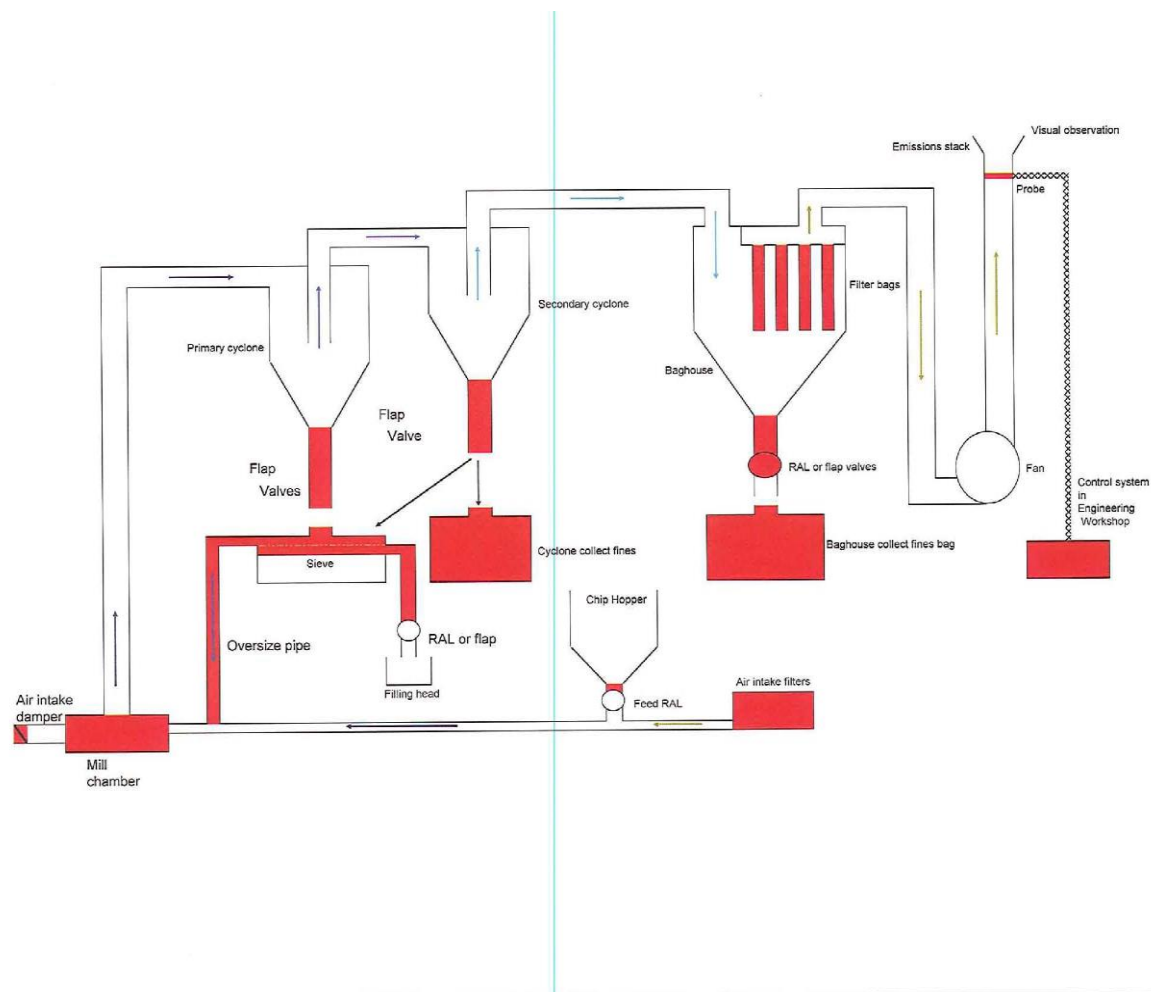 Visual observation
Emissions stack
Probe
Secondary cyclone
Filter bags
Primary cyclone
Baghouse
Flap
Valve
Flap
Valves
RAL or flap valves
Fan
Control system
in
Engineering
Workshop
Cyclone collect fines
Baghouse collect fines bag
Sieve
Chip Hopper
Oversize pipe
RAL or flap
Filling head
Air intake filters
Feed RAL
Air intake
damper
Mill
chamber